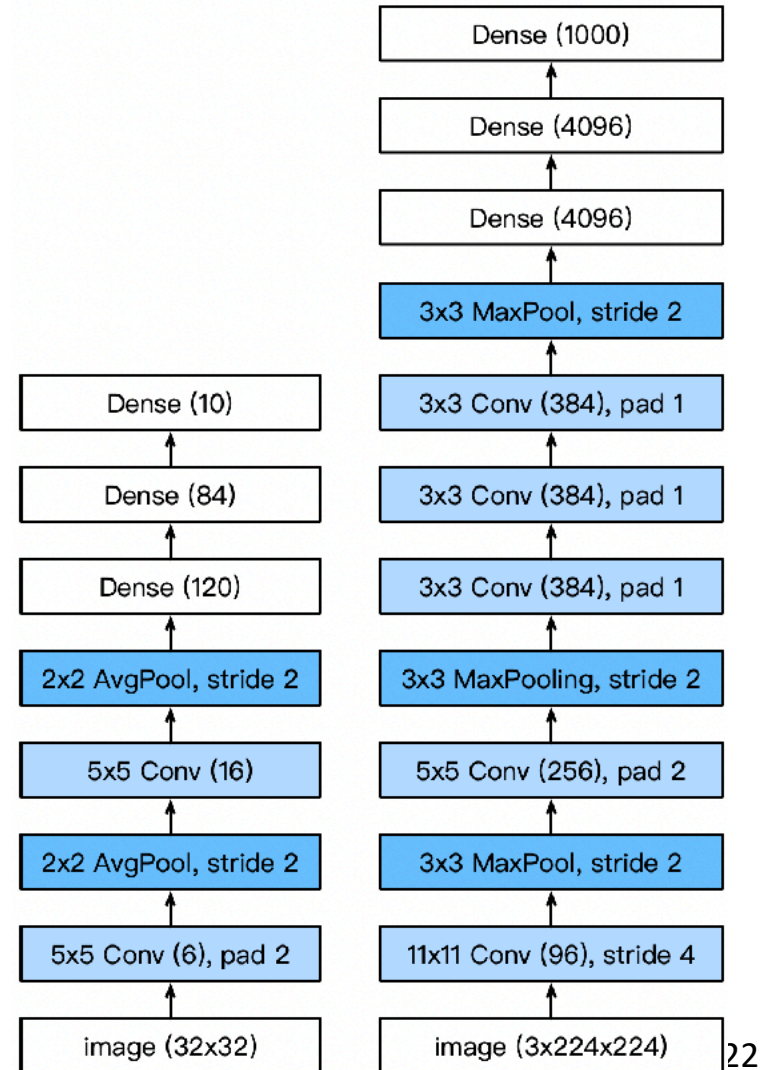 Dense (10)
Dense (84)
Dense (120)
2x2 AvgPool, stride 2
5x5 Conv (16)
2x2 AvgPool, stride 2
5x5 Conv (6), pad 2
image (32x32)
Dense (1000)
Dense (4096)
Dense (4096)
3x3 MaxPool, stride 2
3x3 Conv (384), pad 1
3x3 Conv (384), pad 1
3x3 Conv (384), pad 1
3x3 MaxPooling, stride 2
5x5 Conv (256), pad 2
3x3 MaxPool, stride 2
11x11 Conv (96), stride 4
image (3x224x224)
22